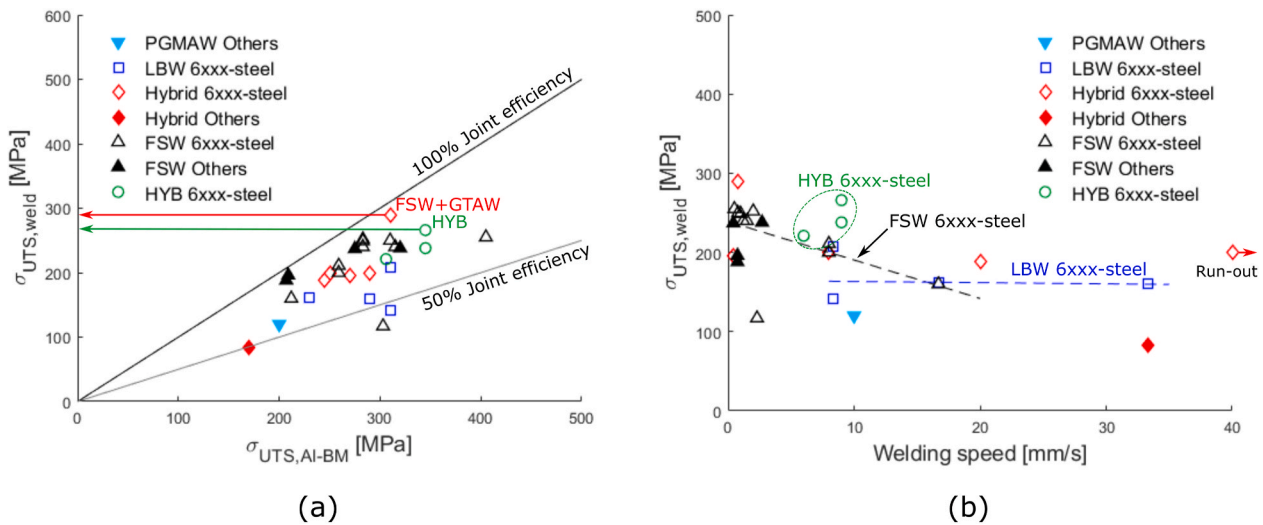 600
500
400
300
200
100
0
σUTS,weld [MPa]
PGMAW Others
LBW 6xxx-steel
Hybrid 6xxx-steel
Hybrid Others
FSW 6xxx-steel
FSW Others
HYB 6xxx-steel
100% Joint efficiency
FSW+GTAW
HYB
50% Joint efficiency
0 100 200 300 400 500
σUTS,Al-BM [MPa]
(a)
500
400
300
200
100
0
σUTS,weld [MPa]
PGMAW Others
LBW 6xxx-steel
Hybrid 6xxx-steel
Hybrid Others
FSW 6xxx-steel
FSW Others
HYB 6xxx-steel
HYB 6xxx-steel
FSW 6xxx-steel
LBW 6xxx-steel
Run-out
0 10 20 30 40
Welding speed [mm/s]
(b)